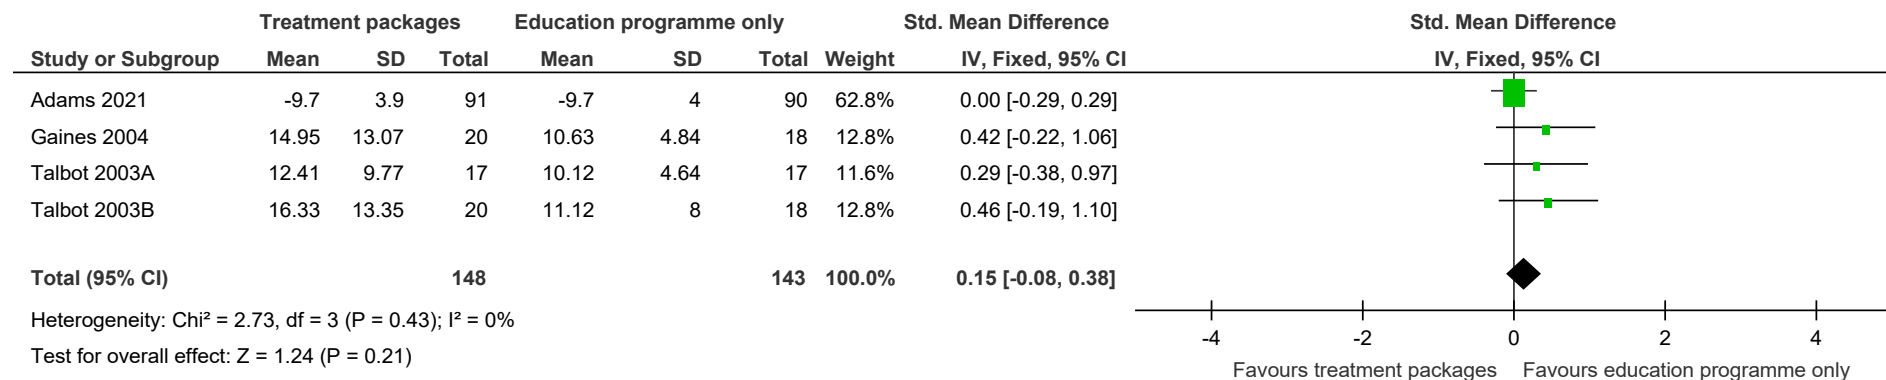 Treatment packages Education programme only Std. Mean Difference Std. Mean Difference
Study or Subgroup Mean SD Total Mean SD Total Weight IV, Fixed, 95% CI IV, Fixed, 95% CI
Adams 2021 -9.7 3.9 91 -9.7 4 90 62.8% 0.00 [-0.29, 0.29]
Gaines 2004 14.95 13.07 20 10.63 4.84 18 12.8% 0.42 [-0.22, 1.06]
Talbot 2003A 12.41 9.77 17 10.12 4.64 17 11.6% 0.29 [-0.38, 0.97]
Talbot 2003B 16.33 13.35 20 11.12 8 18 12.8% 0.46 [-0.19, 1.10]
Total (95% CI) 148 143 100.0% 0.15 [-0.08, 0.38]
Heterogeneity: Chi² = 2.73, df = 3 (P = 0.43); I² = 0%
Test for overall effect: Z = 1.24 (P = 0.21)
-4 -2 0 2 4
Favours treatment packages Favours education programme only